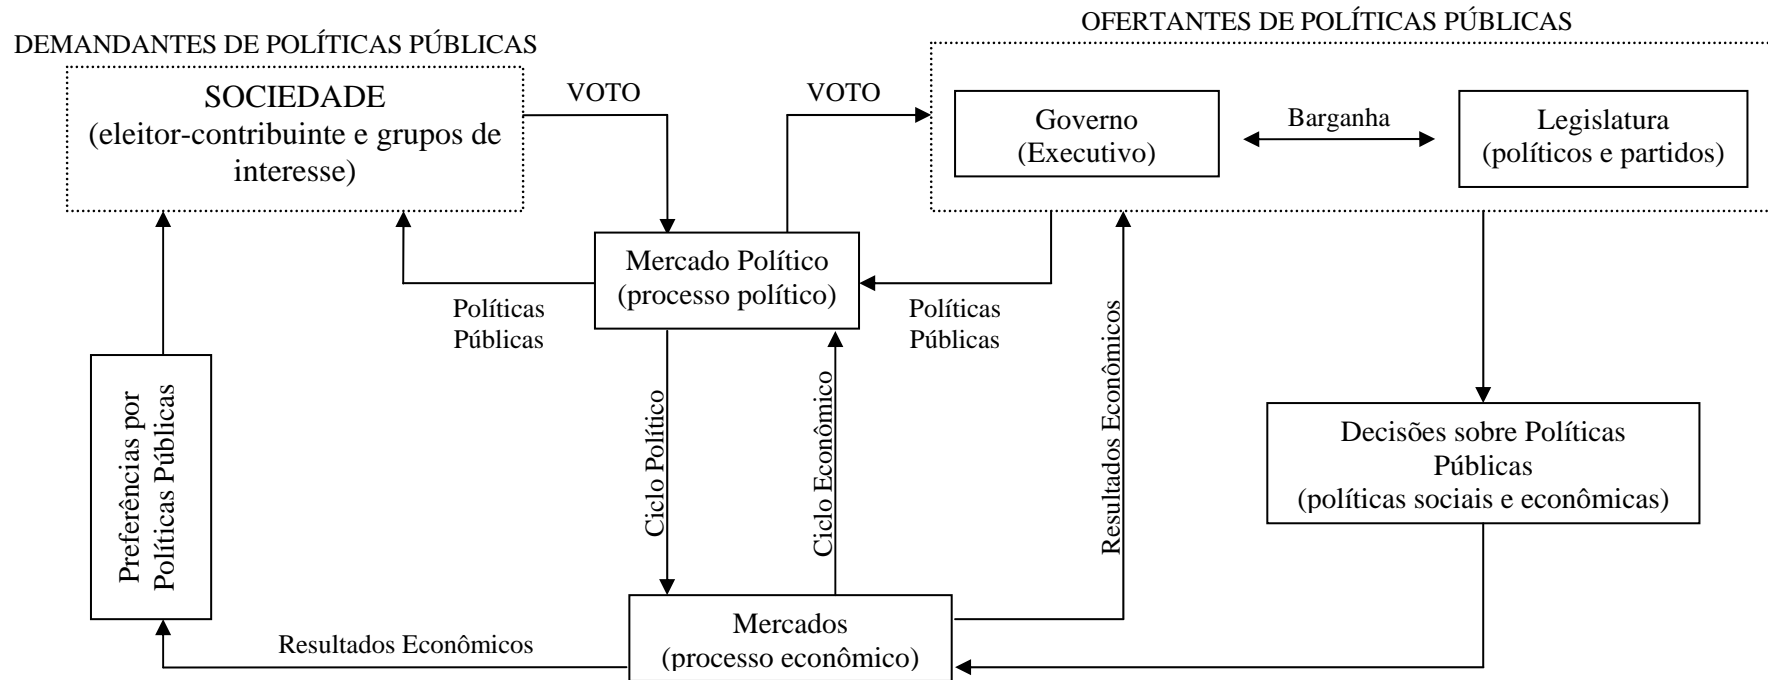 OFERTANTES DE POLÍTICAS PÚBLICAS
DEMANDANTES DE POLÍTICAS PÚBLICAS
SOCIEDADE
(eleitor-contribuinte e grupos de
interesse)
VOTO
VOTO
Governo
(Executivo)
Barganha
Legislatura
(políticos e partidos)
Mercado Político
(processo político)
Políticas
Públicas
Políticas
Públicas
Preferências por
Políticas Públicas
Ciclo Político
Ciclo Econômico
Resultados Econômicos
Decisões sobre Políticas
Públicas
(políticas sociais e econômicas)
Resultados Econômicos
Mercados
(processo econômico)